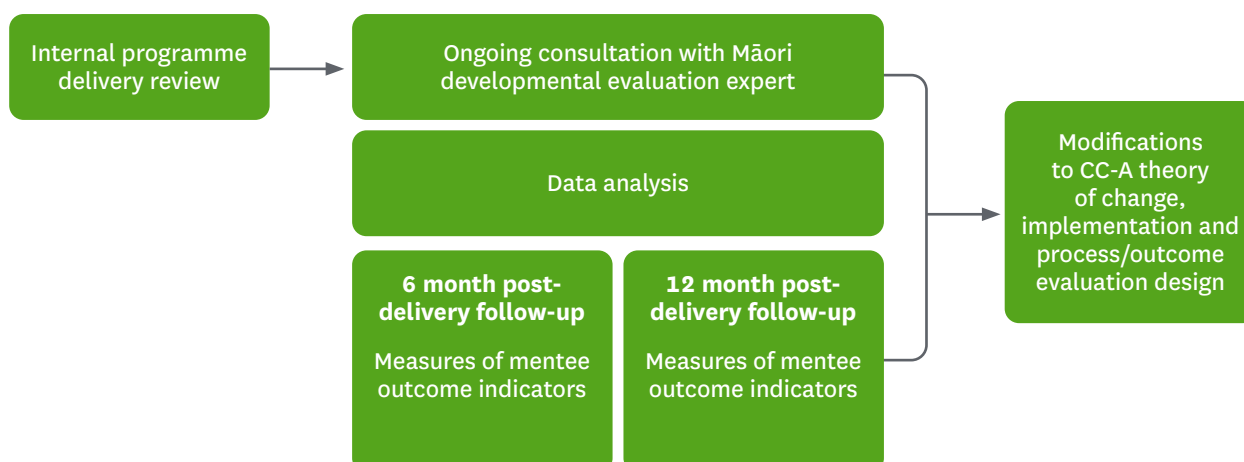 Internal programme
delivery review
Ongoing consultation with Māori
developmental evaluation expert
Data analysis
6 month post-
delivery follow-up
Measures of mentee
outcome indicators
12 month post-
delivery follow-up
Measures of mentee
outcome indicators
Modifications
to CC-A theory
of change,
implementation and
process/outcome
evaluation design